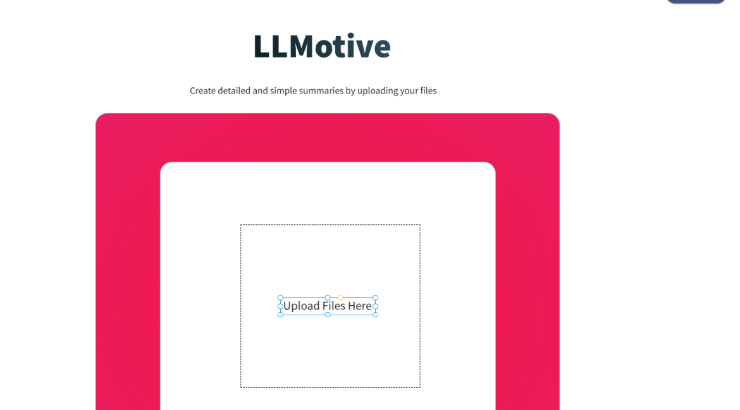 LLMotive
Create detailed and simple summaries by uploading your files
Upload Files Here